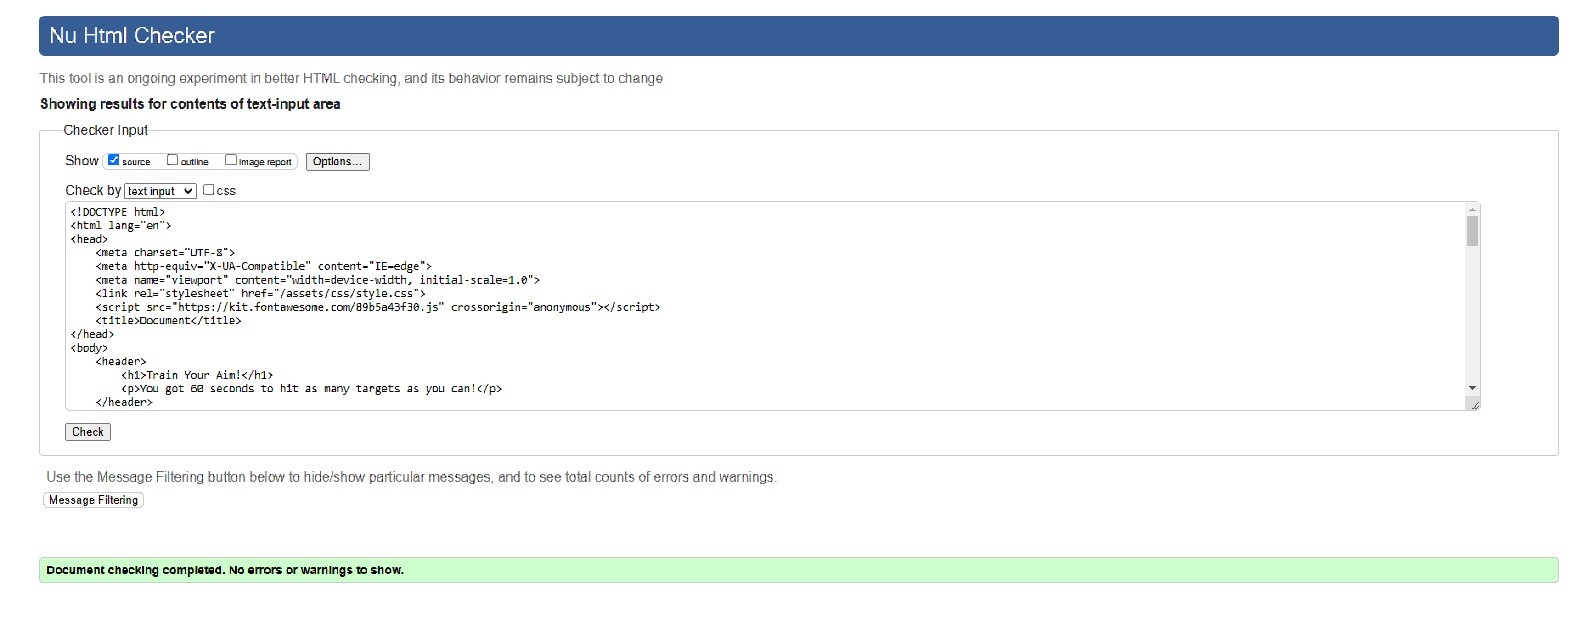 Nu Html Checker
This tool is an ongoing experiment in better HTML checking, and its behavior remains subject to change
Showing results for contents of text-input area
Checker Input
Show source outline image report Options...
Check by text input css
<!DOCTYPE html>
<html lang="en">
<head>
    <meta charset="UTF-8">
    <meta http-equiv="X-UA-Compatible" content="IE=edge">
    <meta name="viewport" content="width=device-width, initial-scale=1.0">
    <link rel="stylesheet" href="/assets/css/style.css">
    <script src="https://kit.fontawesome.com/89b5a43f30.js" crossorigin="anonymous"></script>
    <title>Document</title>
</head>
<body>
    <header>
        <h1>Train Your Aim!</h1>
        <p>You got 60 seconds to hit as many targets as you can!</p>
    </header>
Check
Use the Message Filtering button below to hide/show particular messages, and to see total counts of errors and warnings.
Message Filtering
Document checking completed. No errors or warnings to show.